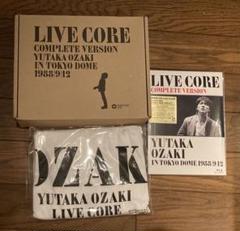 LIVE CORE
COMPLETE VERSION
YUTAKA OZAKI
IN TOKYO DOME
1988/9/12
LIVE CORE
COMPLETE VERSION
YUTAKA
OZAKI
IN TOKYO DOME 1988/9/12
OZAK
YUTAKA OZAKI
LIVE CORE